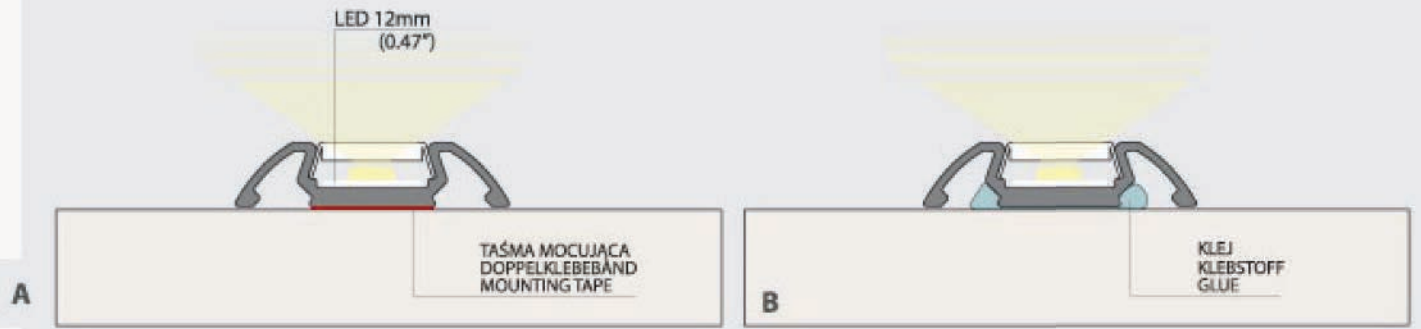 LED 12mm
(0.47")
TAŚMA MOCUJĄCA
DOPPELKLEBEBAND
MOUNTING TAPE
A
KLEJ
KLEBSTOFF
GLUE
B